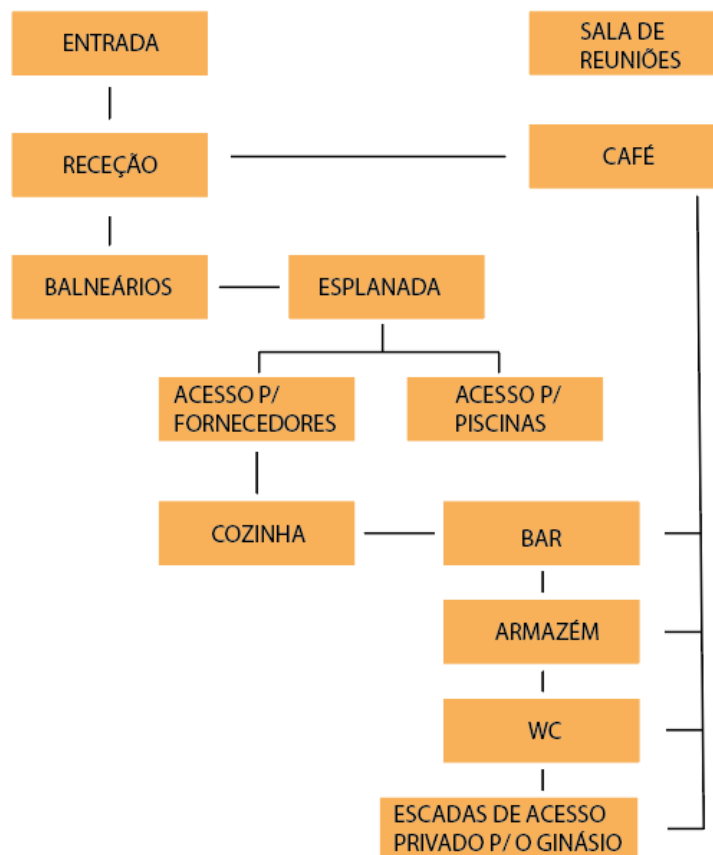 ENTRADA
SALA DE
REUNIÕES
RECEÇÃO
CAFÉ
BALNEÁRIOS
ESPLANADA
ACESSO P/
FORNECEDORES
ACESSO P/
PISCINAS
COZINHA
BAR
ARMAZÉM
WC
ESCADAS DE ACESSO
PRIVADO P/ O GINÁSIO